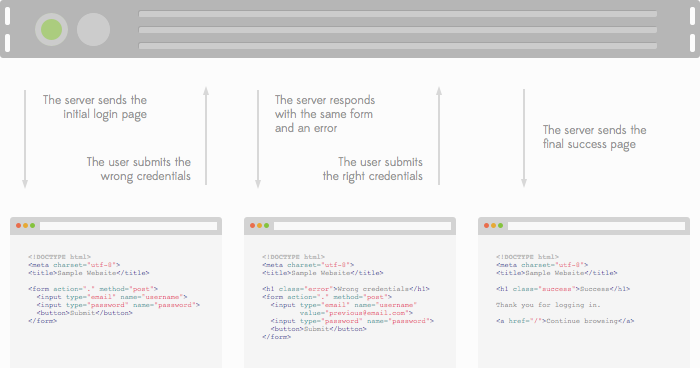 The server sends the
initial login page
The user submits the
wrong credentials
The server responds
with the same form
and an error
The user submits
the right credentials
The server sends the
final success page
<!DOCTYPE html>
<meta charset="utf-8">
<title>Sample Website</title>
<form action="." method="post">
<input type="email" name="username">
<input type="password" name="password">
<button>Submit</button>
</form>
<!DOCTYPE html>
<meta charset="utf-8">
<title>Sample Website</title>
<h1 class="error">Wrong credentials</h1>
<form action="." method="post">
<input type="email" name="username"
value="previous@email.com">
<input type="password" name="password">
<button>Submit</button>
</form>
<!DOCTYPE html>
<meta charset="utf-8">
<title>Sample Website</title>
<h1 class="success">Success</h1>
Thank you for logging in.
<a href="/">Continue browsing</a>